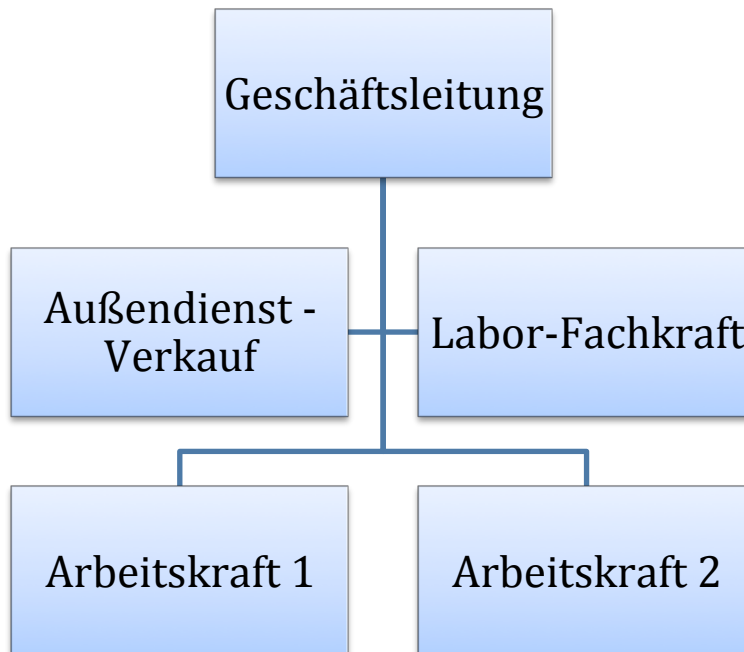 Geschäftsleitung
Außendienst -
Verkauf
Labor-Fachkraft
Arbeitskraft 1
Arbeitskraft 2